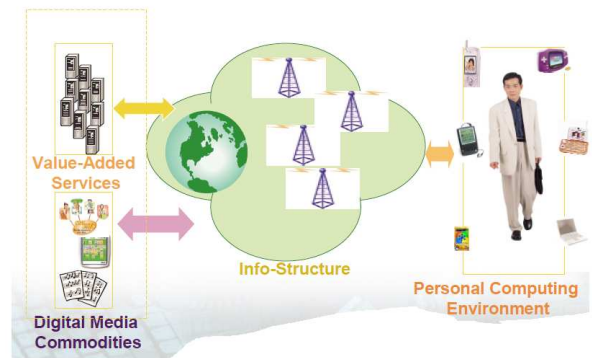 Value-Added
Services
Info-Structure
Digital Media
Commodities
Personal Computing
Environment